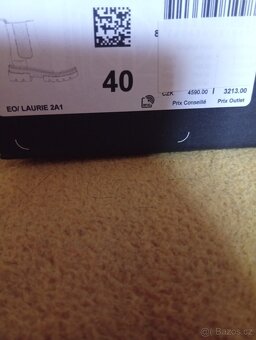 40
EO/ LAURIE 2A1
CZK 4590.00 3213.00
Prix Conseillé Prix Outlet
Bazos.cz